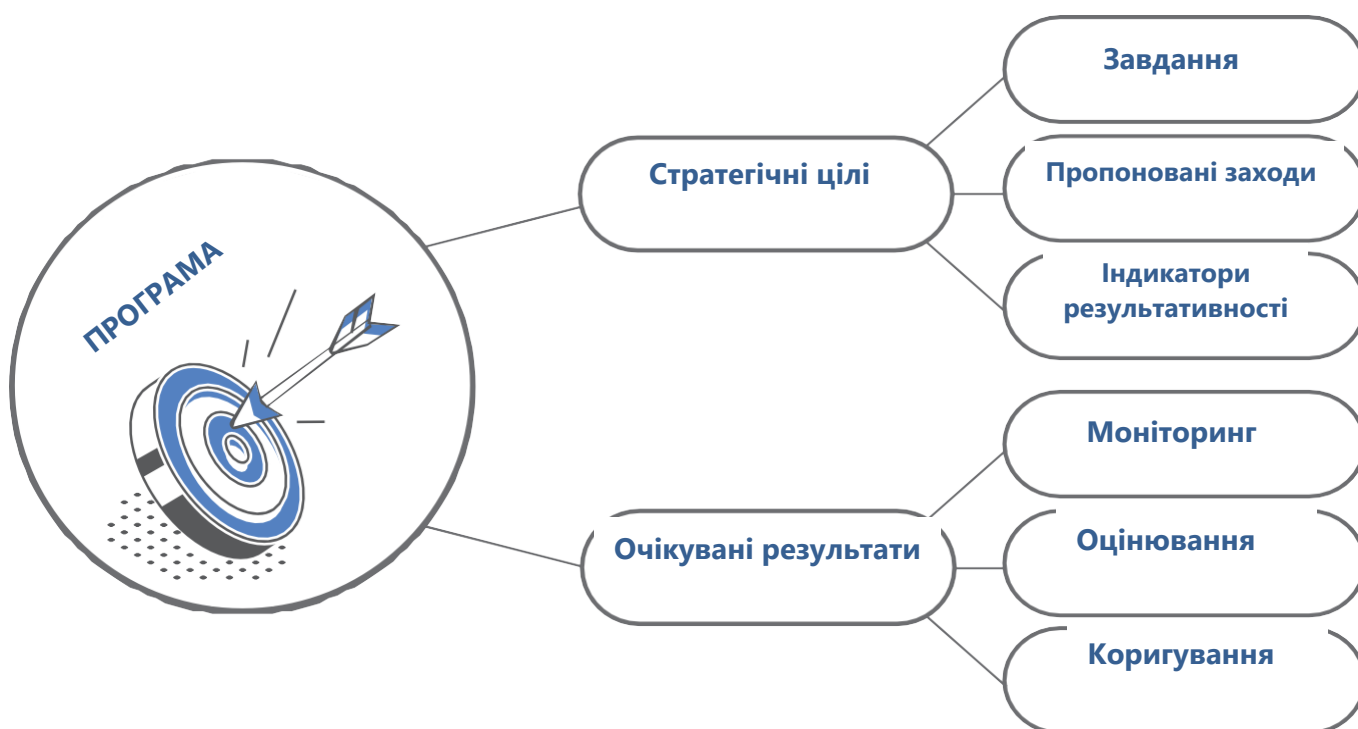 ПРОГРАМА
Стратегічні цілі
Завдання
Пропоновані заходи
Індикатори
результативності
Очікувані результати
Моніторинг
Оцінювання
Коригування